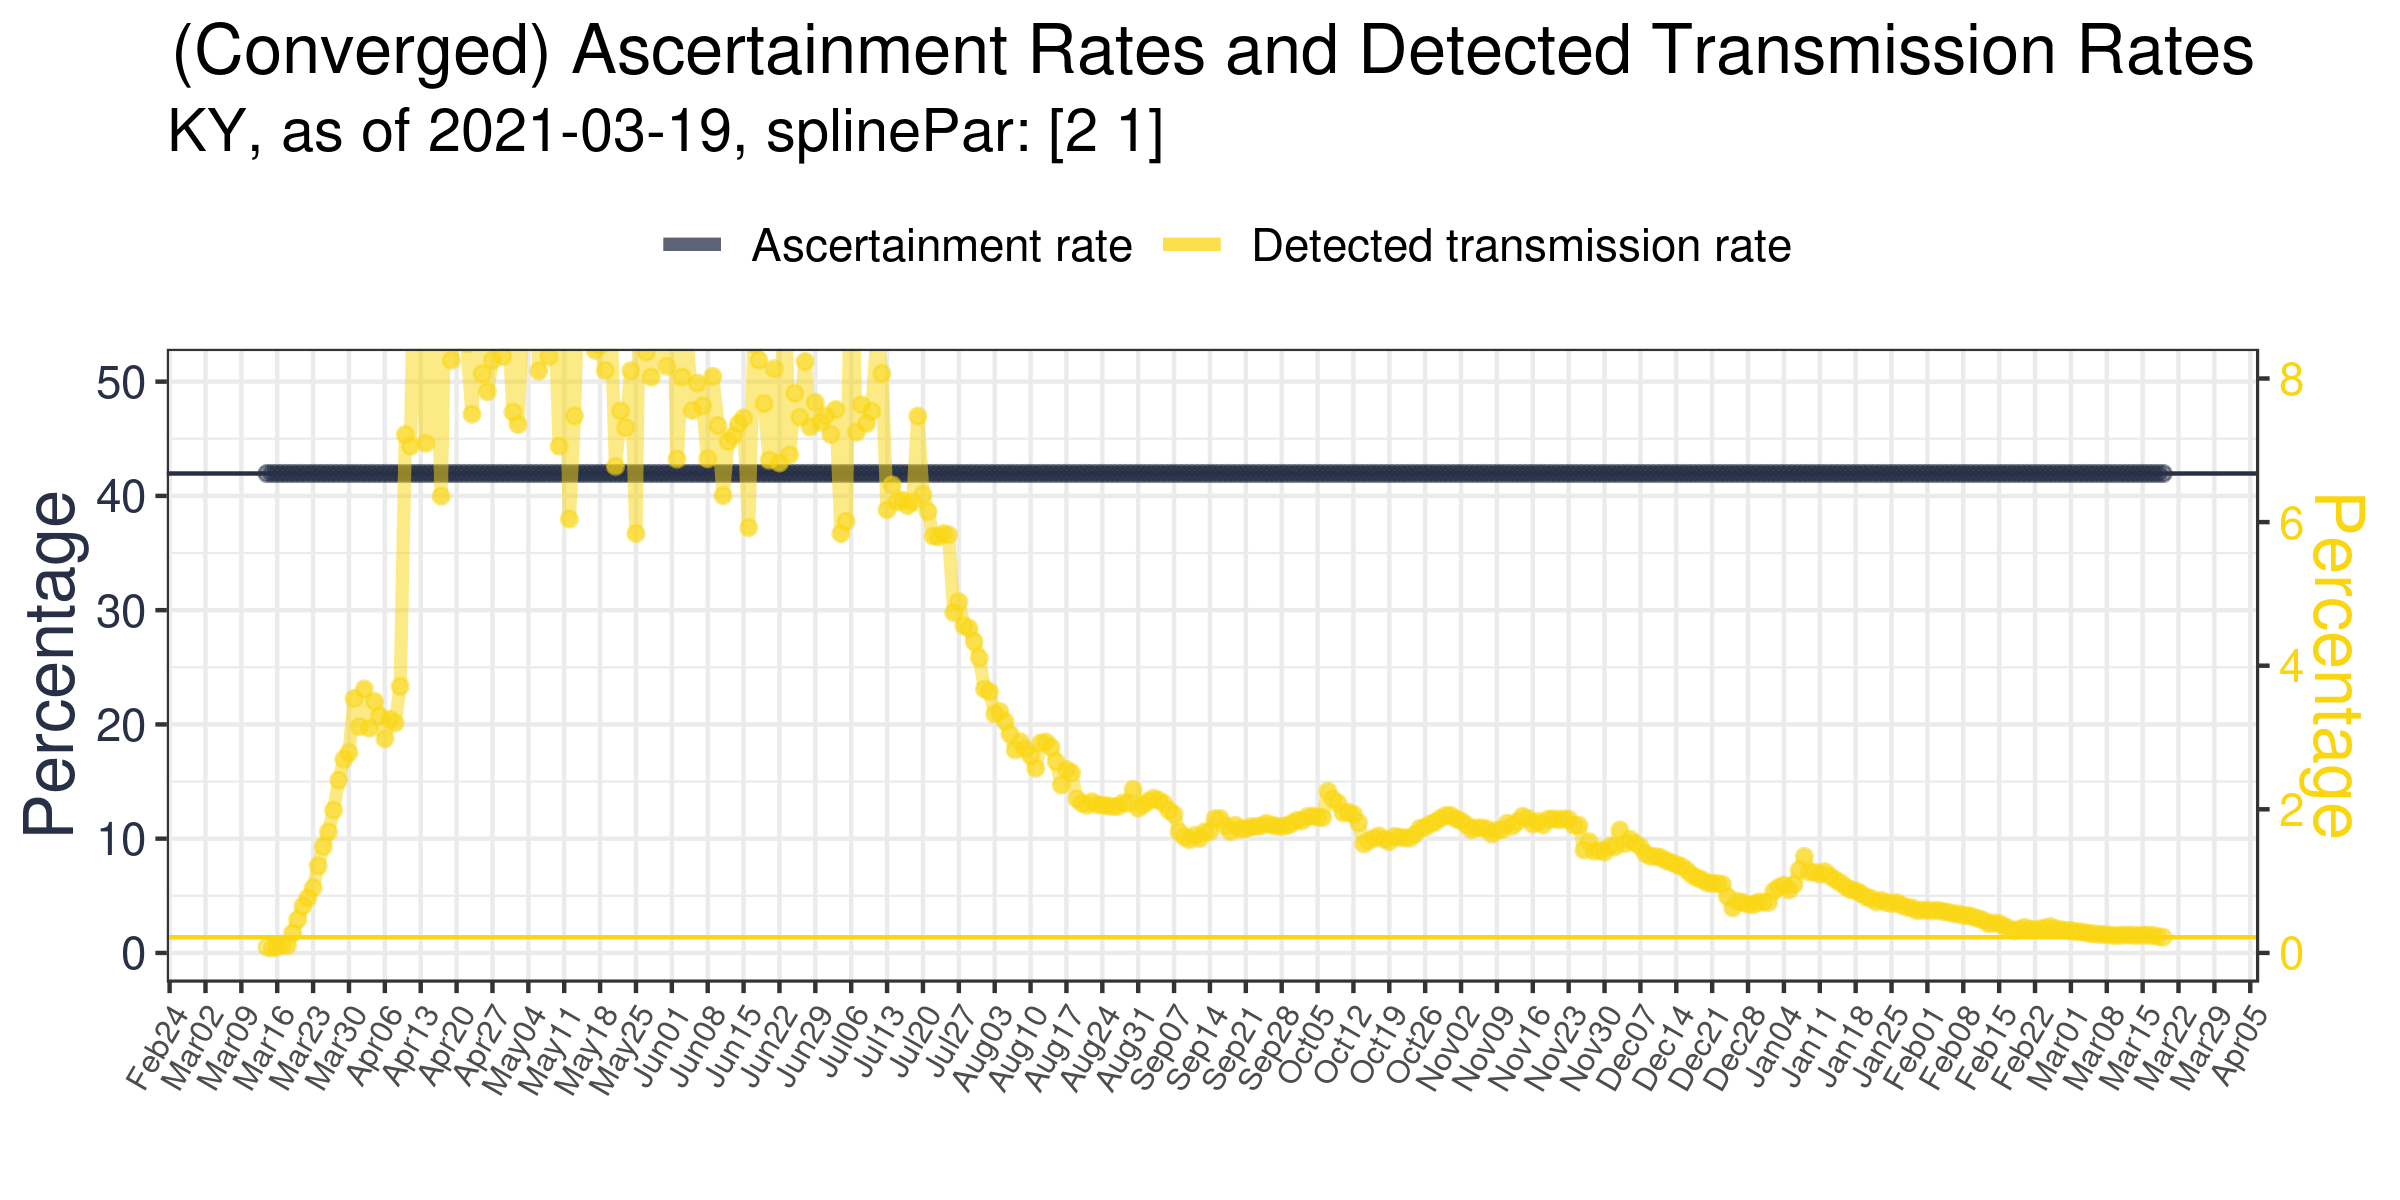 (Converged) Ascertainment Rates and Detected Transmission Rates
KY, as of 2021-03-19, splinePar: [2 1]
Ascertainment rate Detected transmission rate
50
40
30
20
10
0
Percentage
8
6
4
2
0
Percentage
Feb24 Mar02 Mar09 Mar16 Mar23 Mar30 Apr06 Apr13 Apr20 Apr27 May04 May11 May18 May25 Jun01 Jun08 Jun15 Jun22 Jun29 Jul06 Jul13 Jul20 Jul27 Aug03 Aug10 Aug17 Aug24 Aug31 Sep07 Sep14 Sep21 Sep28 Oct05 Oct12 Oct19 Oct26 Nov02 Nov09 Nov16 Nov23 Nov30 Dec07 Dec14 Dec21 Dec28 Jan04 Jan11 Jan18 Jan25 Feb01 Feb08 Feb15 Feb22 Mar01 Mar08 Mar15 Mar22 Mar29 Apr05